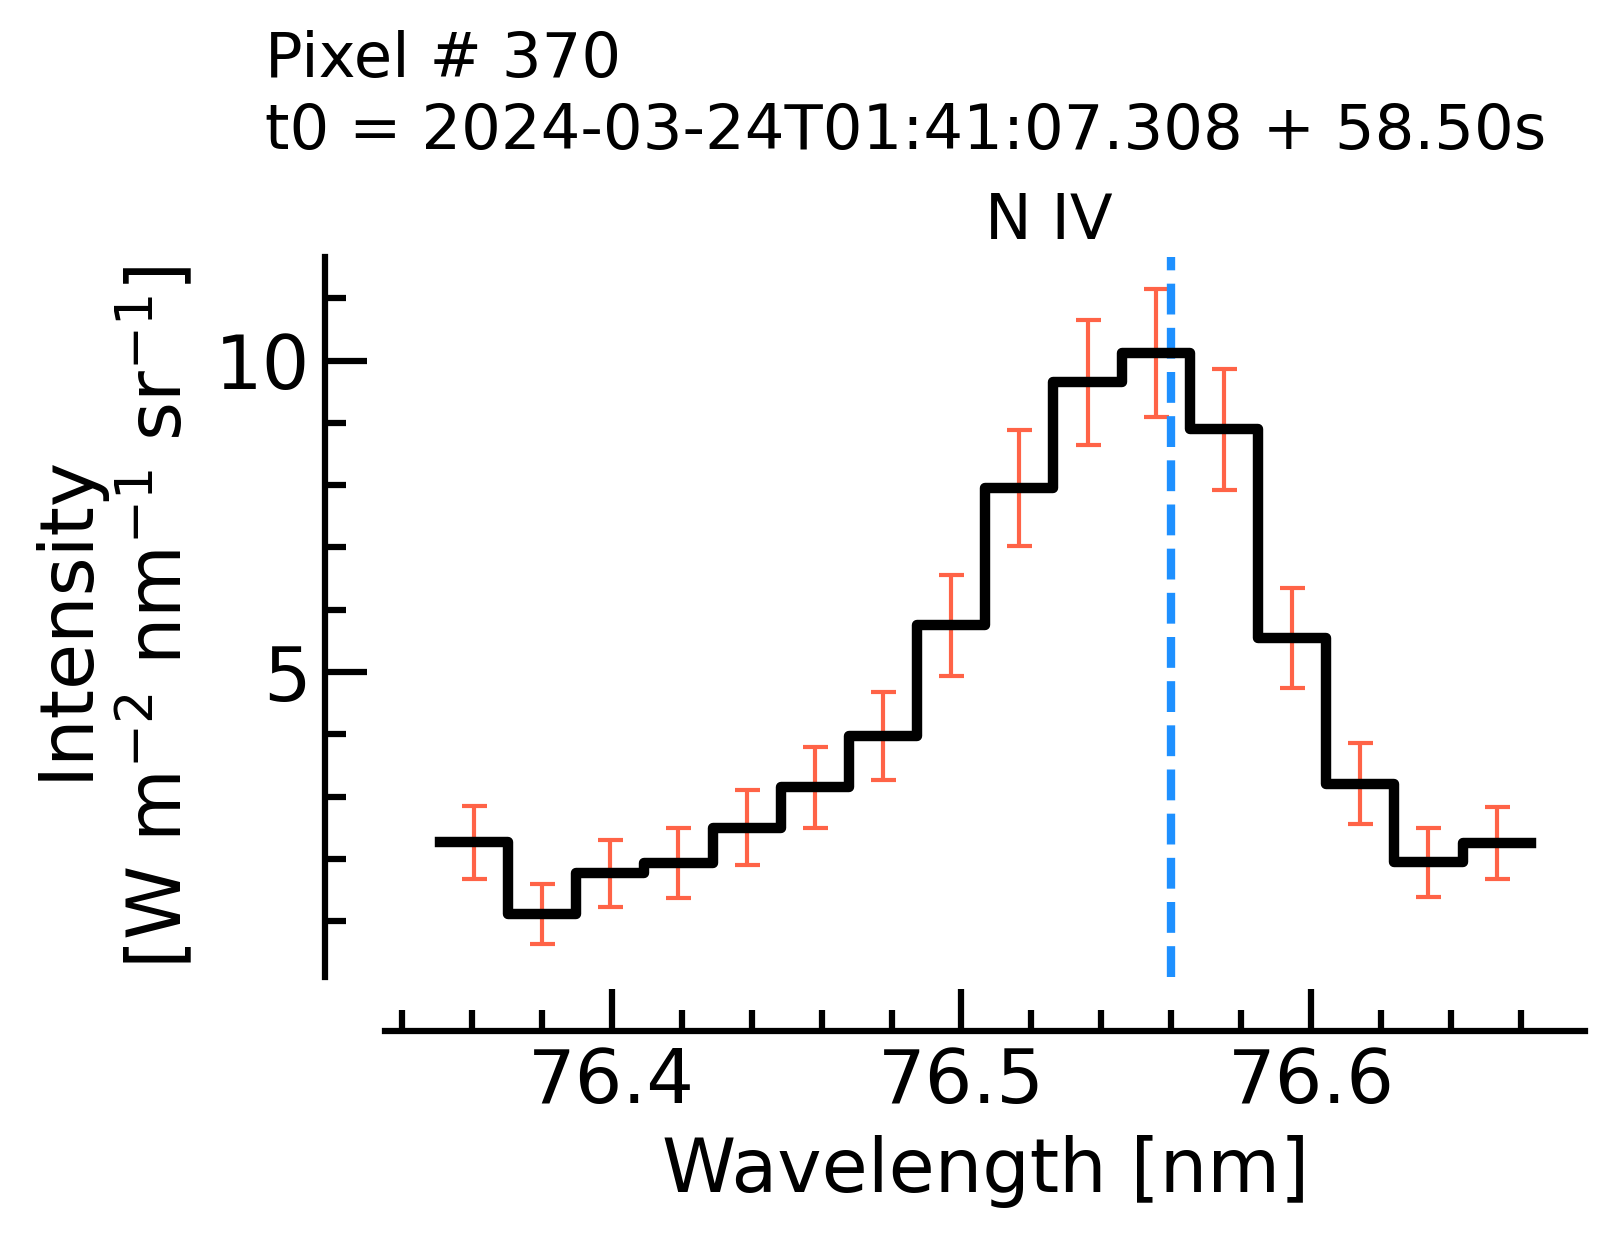 Pixel # 370
t0 = 2024-03-24T01:41:07.308 + 58.50s
N IV
Intensity
[W m⁻² nm⁻¹ sr⁻¹]
10
5
76.4 76.5 76.6
Wavelength [nm]